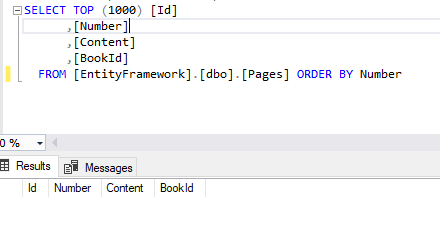 SELECT TOP (1000) [Id]
,[Number]
,[Content]
,[BookId]
FROM [EntityFramework].[dbo].[Pages] ORDER BY Number
0 %
Results Messages
Id Number Content BookId